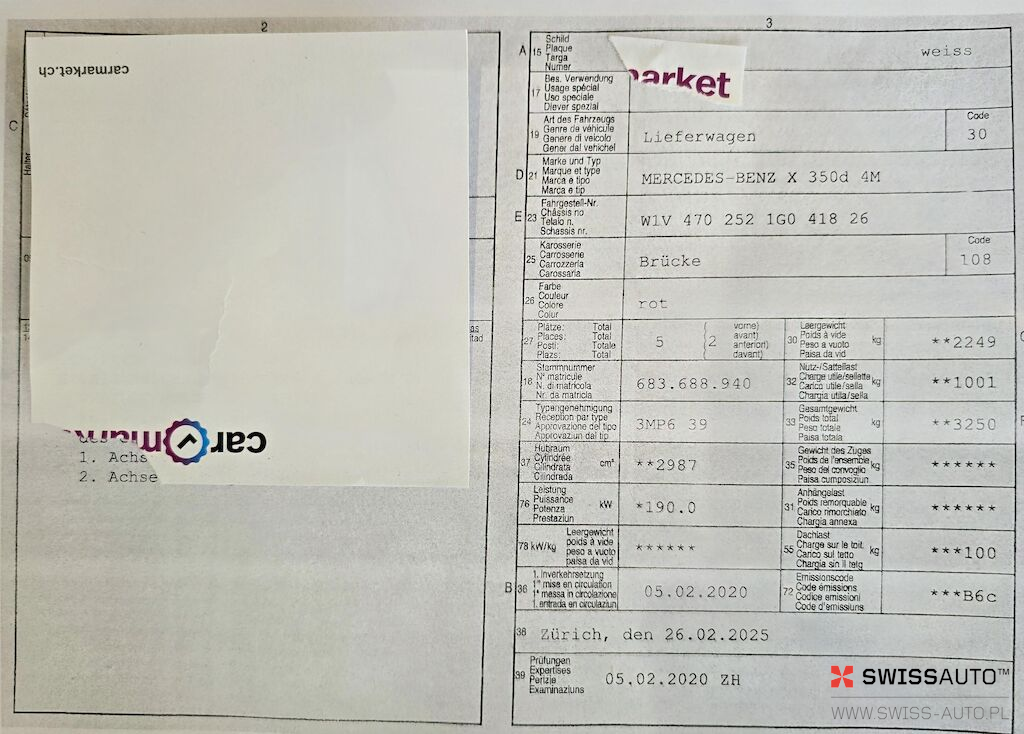 2
3
carmarket.ch
C
Halter
car market
1. Achs
2. Achse
A 15 Schild
Plaque
Targa
Numer
weiss
market
17 Bes. Verwendung
Usage spécial
Uso speciale
Diever spezial
19 Art des Fahrzeugs
Genre de véhicule
Genere di veicolo
Gener dal vehichel
Lieferwagen
Code
30
D 21 Marke und Typ
Marque et type
Marca e tipo
Marca e tip
MERCEDES-BENZ X 350d 4M
E 23 Fahrgestell-Nr.
Châssis no
Telaio n.
Schassis nr.
W1V 470 252 1G0 418 26
25 Karosserie
Carrosserie
Carrozzeria
Carossaria
Brücke
Code
108
26 Farbe
Couleur
Colore
Colur
rot
27 Plätze: Total
Places: Total
Posti: Totale
Plazs: Total
5
2
vorne)
avant)
anteriori)
davant)
30 Leergewicht
Poids à vide
Peso a vuoto
Paisa da vid
kg
**2249
18 Stammnummer
N° matricule
N. di matricola
Nr. da matricla
683.688.940
32 Nutz-/Sattellast
Charge utile/sellette
Carico utile/sella
Chargia utila/sella
kg
**1001
24 Typengenehmigung
Réception par type
Approvazione del tipo
Approvaziun dal tip
3MP6 39
33 Gesamtgewicht
Poids total
Peso totale
Paisa totala
kg
**3250
37 Hubraum
Cylindrée
Cilindrata
Cilindrada
cm³
**2987
35 Gewicht des Zuges
Poids de l'ensemble
Peso del convoglio
Paisa cumposiziun
kg
******
76 Leistung
Puissance
Potenza
Prestaziun
kW
*190.0
31 Anhängelast
Poids remorquable
Carico rimorchiato
Chargia annexa
kg
******
78 kW/kg
Leergewicht
poids à vide
peso a vuoto
paisa da vid
******
55 Dachlast
Charge sur le toit
Carico sul tetto
Chargia sin il tetg
kg
***100
B 36 1. Inverkehrsetzung
1re mise en circulation
1a messa in circolazione
1. entrada en circulaziun
05.02.2020
72 Emissionscode
Code émissions
Codice emissioni
Code d'emissiuns
***B6c
38 Zürich, den 26.02.2025
39 Prüfungen
Expertises
Perizie
Examinaziuns
05.02.2020 ZH
SWISSAUTO™
WWW.SWISS-AUTO.PL